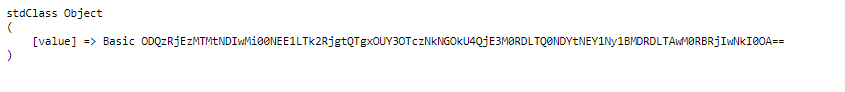 stdClass Object
(
[value] => Basic ODQzRjEzMTMtNDIwMi00NEE1LTk2RjgtQTgxOUY3OTczNkNGOkU4QjE3M0RDLTQ0NDYtNEY1Ny1BMDRDLTAwM0RBRjIwNkI0OA==
)